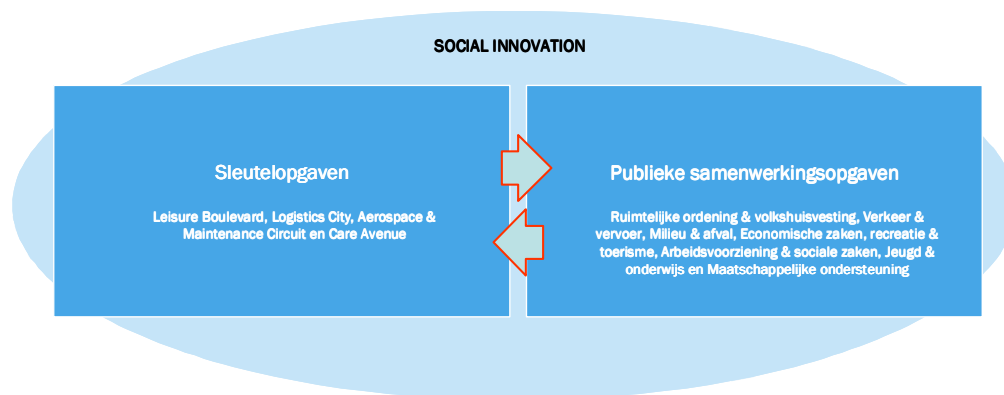 SOCIAL INNOVATION
Sleutelopgaven
Leisure Boulevard, Logistics City, Aerospace &
Maintenance Circuit en Care Avenue
Publieke samenwerkingsopgaven
Ruimtelijke ordening & volkshuisvesting, Verkeer &
vervoer, Milieu & afval, Economische zaken, recreatie &
toerisme, Arbeidsvoorziening & sociale zaken, Jeugd &
onderwijs en Maatschappelijke ondersteuning